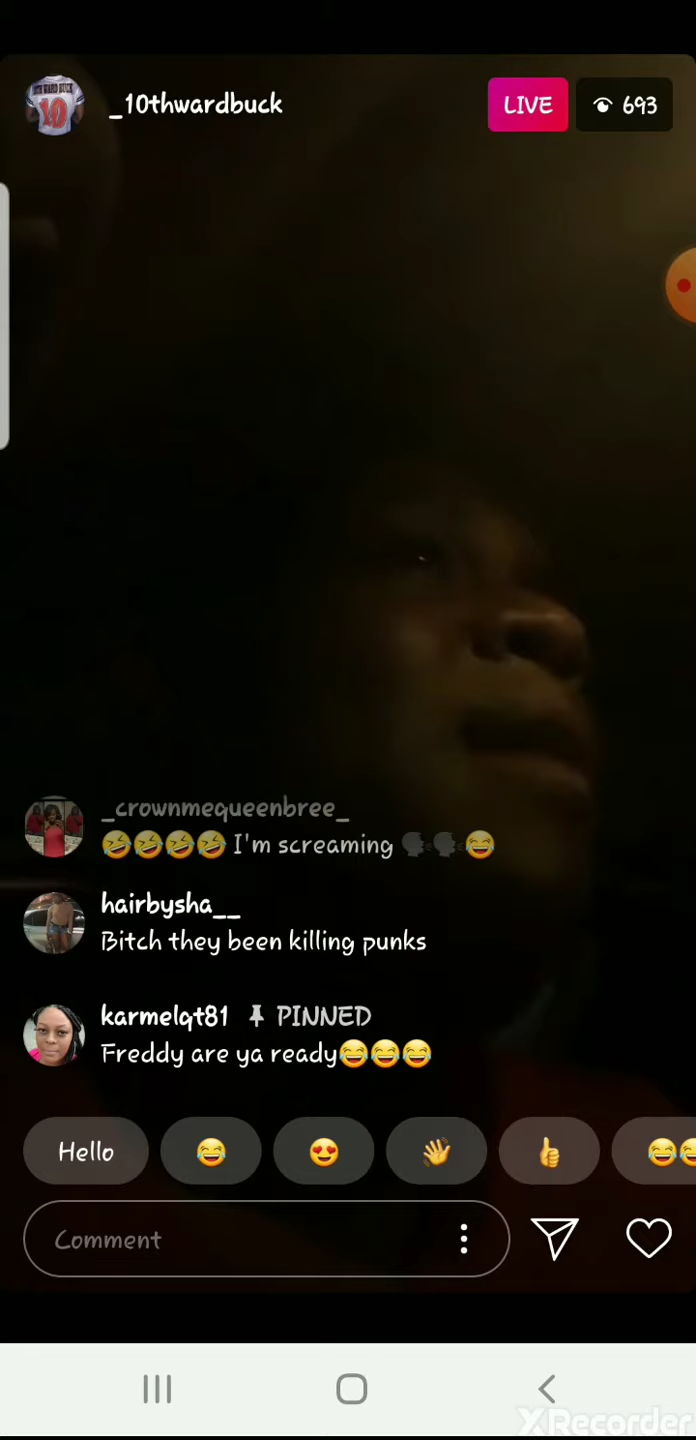 _10thwardbuck
LIVE
693
10
_crownmequeenbree_
🤣🤣🤣🤣 I'm screaming 🗣🗣😂
hairbysha__
Bitch they been killing punks
karmelqt81 📌 PINNED
Freddy are ya ready😂😂😂
Hello 😂 😍 👋 👍 😂😂
Comment
XRecorder